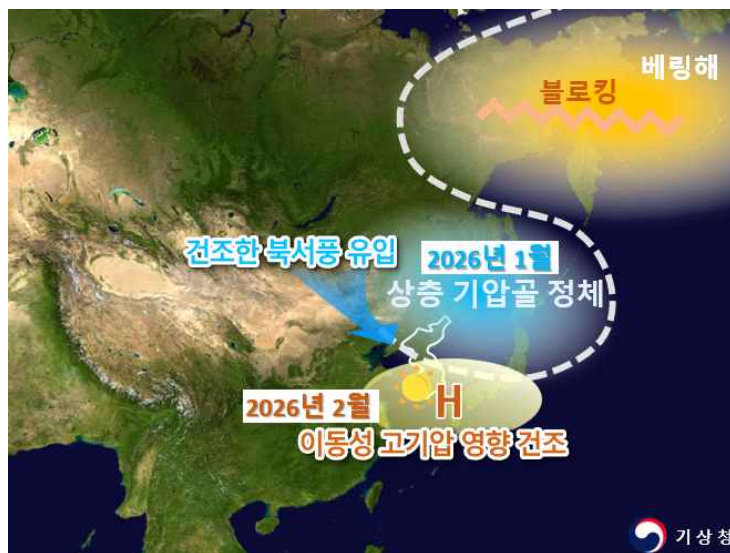 베링해
블로킹
건조한 북서풍 유입
2026년 1월
상층 기압골 정체
2026년 2월
H
이동성 고기압 영향 건조
기상청